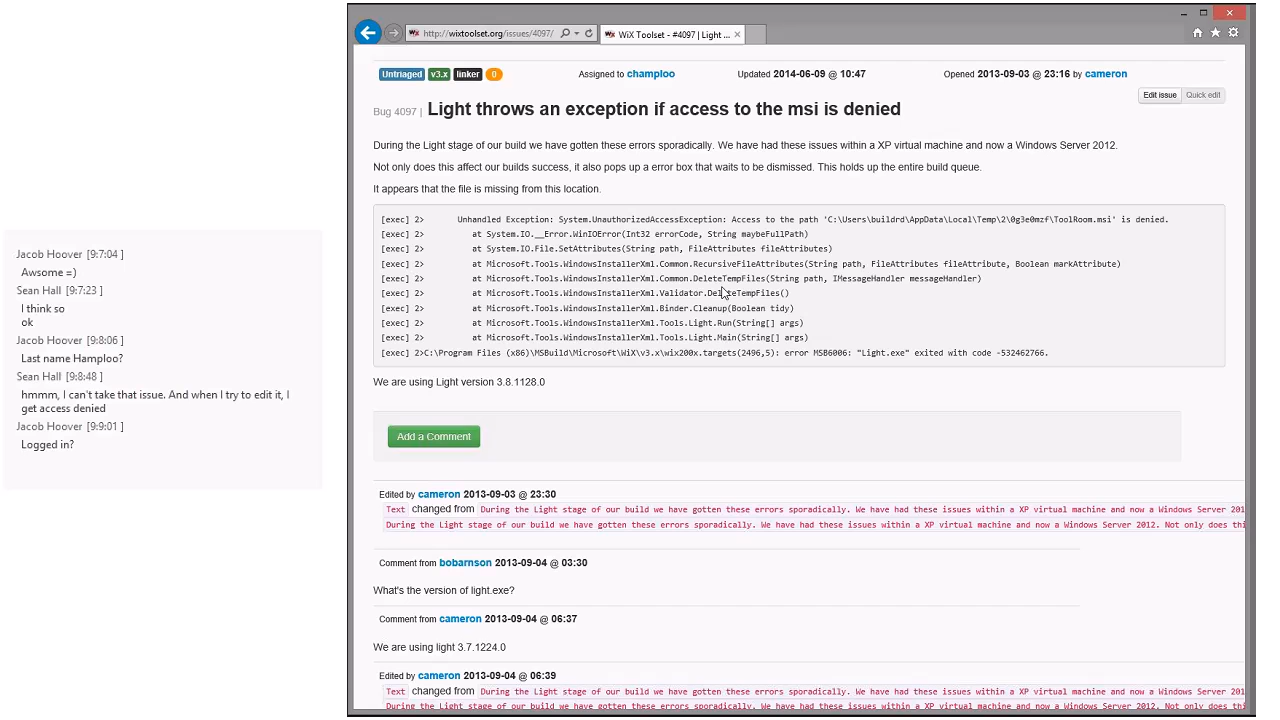 Jacob Hoover [9:7:04 ]
Awsome =)
Sean Hall [9:7:23 ]
I think so
ok
Jacob Hoover [9:8:06 ]
Last name Hamploo?
Sean Hall [9:8:48 ]
hmmm, I can't take that issue. And when I try to edit it, I
get access denied
Jacob Hoover [9:9:01 ]
Logged in?
http://wixtoolset.org/issues/4097/
WiX Toolset - #4097 | Light ...
Untriaged v3.x linker 0 Assigned to champloo Updated 2014-06-09 @ 10:47 Opened 2013-09-03 @ 23:16 by cameron
Edit issue Quick edit
Bug 4097 | Light throws an exception if access to the msi is denied
During the Light stage of our build we have gotten these errors sporadically. We have had these issues within a XP virtual machine and now a Windows Server 2012.
Not only does this affect our builds success, it also pops up a error box that waits to be dismissed. This holds up the entire build queue.
It appears that the file is missing from this location.
[exec] 2> Unhandled Exception: System.UnauthorizedAccessException: Access to the path 'C:\Users\buildrd\AppData\Local\Temp\2\0g3e0mzf\ToolRoom.msi' is denied.
[exec] 2> at System.IO.__Error.WinIOError(Int32 errorCode, String maybeFullPath)
[exec] 2> at System.IO.File.SetAttributes(String path, FileAttributes fileAttributes)
[exec] 2> at Microsoft.Tools.WindowsInstallerXml.Common.RecursiveFileAttributes(String path, FileAttributes fileAttribute, Boolean markAttribute)
[exec] 2> at Microsoft.Tools.WindowsInstallerXml.Common.DeleteTempFiles(String path, IMessageHandler messageHandler)
[exec] 2> at Microsoft.Tools.WindowsInstallerXml.Validator.DeleteTempFiles()
[exec] 2> at Microsoft.Tools.WindowsInstallerXml.Binder.Cleanup(Boolean tidy)
[exec] 2> at Microsoft.Tools.WindowsInstallerXml.Tools.Light.Run(String[] args)
[exec] 2> at Microsoft.Tools.WindowsInstallerXml.Tools.Light.Main(String[] args)
[exec] 2>C:\Program Files (x86)\MSBuild\Microsoft\WiX\v3.x\wix200x.targets(2496,5): error MSB6006: "Light.exe" exited with code -532462766.
We are using Light version 3.8.1128.0
Add a Comment
Edited by cameron 2013-09-03 @ 23:30
Text changed from During the Light stage of our build we have gotten these errors sporadically. We have had these issues within a XP virtual machine and now a Windows Server 201
During the Light stage of our build we have gotten these errors sporadically. We have had these issues within a XP virtual machine and now a Windows Server 2012. Not only does thi
Comment from bobarnson 2013-09-04 @ 03:30
What's the version of light.exe?
Comment from cameron 2013-09-04 @ 06:37
We are using light 3.7.1224.0
Edited by cameron 2013-09-04 @ 06:39
Text changed from During the Light stage of our build we have gotten these errors sporadically. We have had these issues within a XP virtual machine and now a Windows Server 201
During the Light stage of our build we have gotten these errors sporadically. We have had these issues within a XP virtual machine and now a Windows Server 2012. Not only does thi